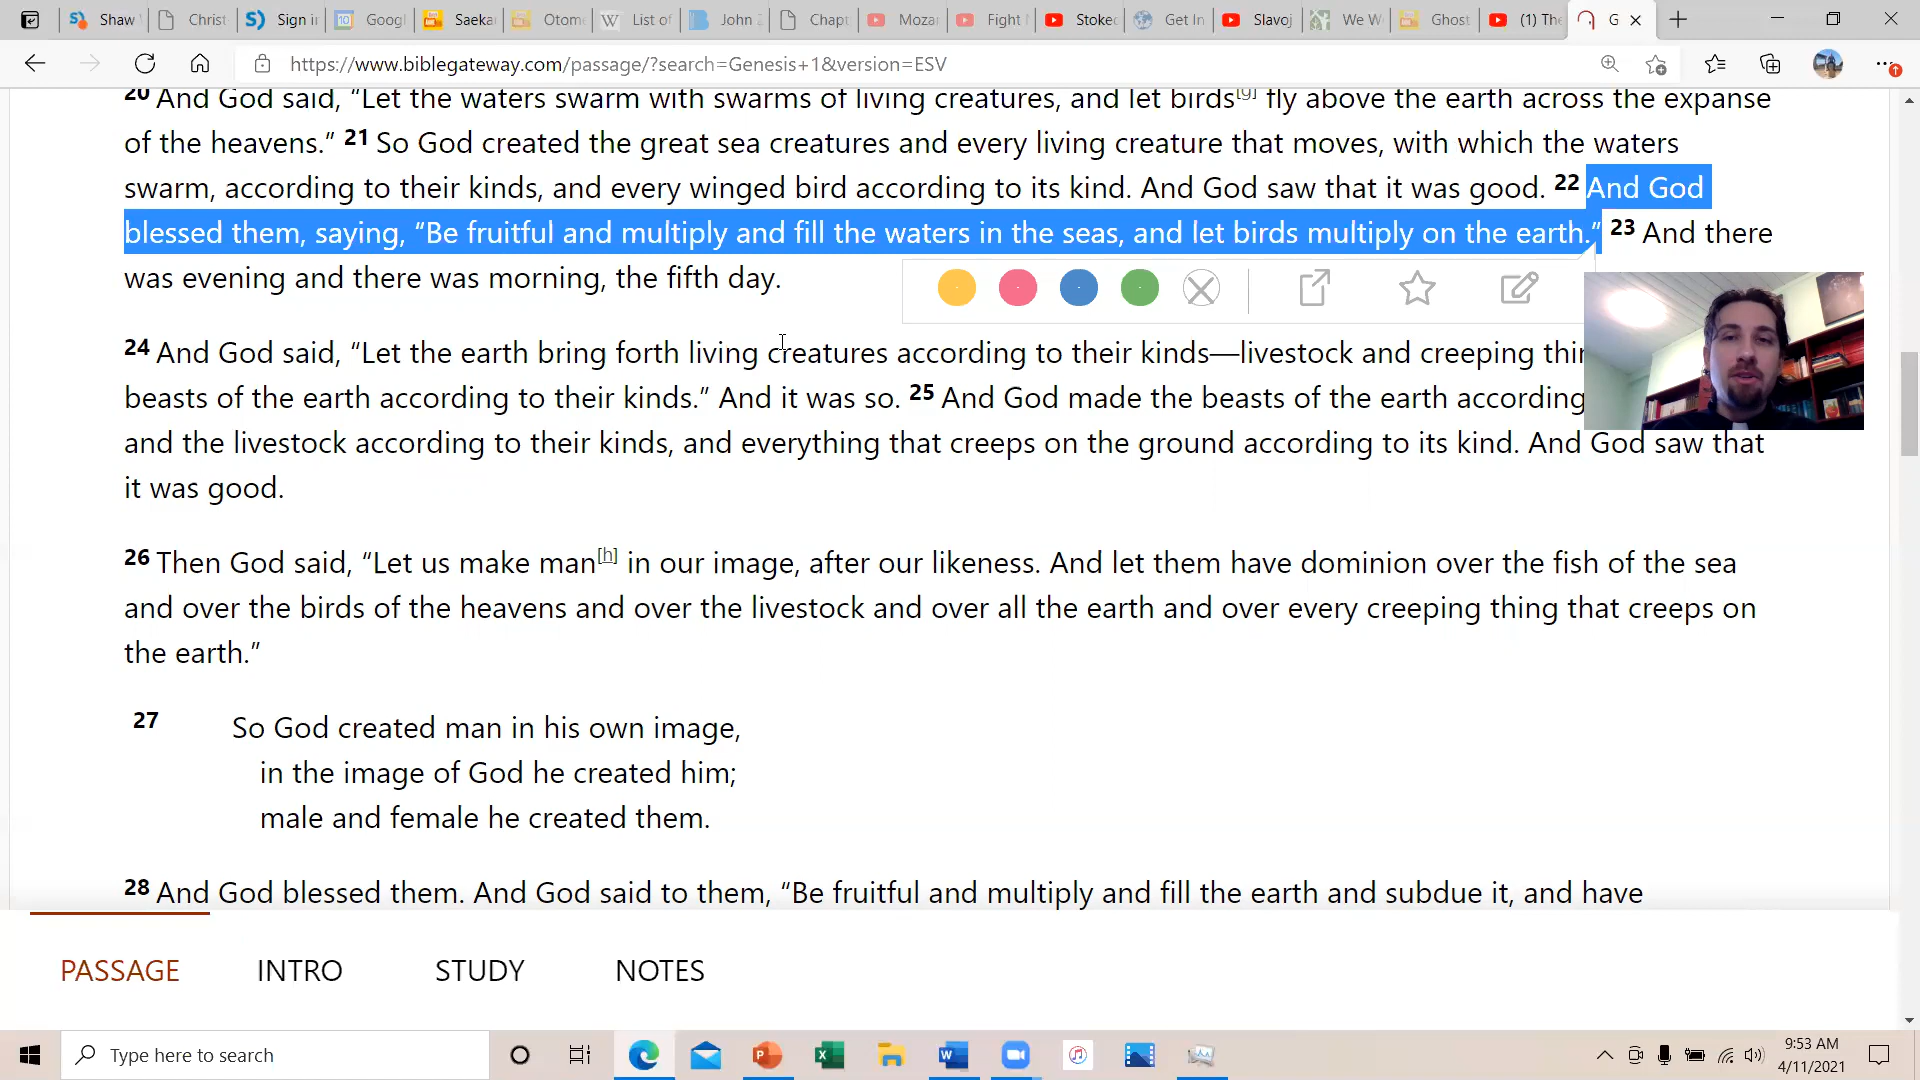 Shaw
Christ
Sign i
Googl
Saeka
Otome
List of
John
Chapt
Moza
Fight
Stoked
Get In
Slavoj
We W
Ghost
(1) The
G
https://www.biblegateway.com/passage/?search=Genesis+1&version=ESV
20 And God said, “Let the waters swarm with swarms of living creatures, and let birds[g] fly above the earth across the expanse
of the heavens.” 21 So God created the great sea creatures and every living creature that moves, with which the waters
swarm, according to their kinds, and every winged bird according to its kind. And God saw that it was good. 22 And God
blessed them, saying, “Be fruitful and multiply and fill the waters in the seas, and let birds multiply on the earth.” 23 And there
was evening and there was morning, the fifth day.
24 And God said, “Let the earth bring forth living creatures according to their kinds—livestock and creeping thin
beasts of the earth according to their kinds.” And it was so. 25 And God made the beasts of the earth according
and the livestock according to their kinds, and everything that creeps on the ground according to its kind. And God saw that
it was good.
26 Then God said, “Let us make man[h] in our image, after our likeness. And let them have dominion over the fish of the sea
and over the birds of the heavens and over the livestock and over all the earth and over every creeping thing that creeps on
the earth.”
27 So God created man in his own image,
in the image of God he created him;
male and female he created them.
28 And God blessed them. And God said to them, “Be fruitful and multiply and fill the earth and subdue it, and have
PASSAGE INTRO STUDY NOTES
Type here to search
9:53 AM
4/11/2021